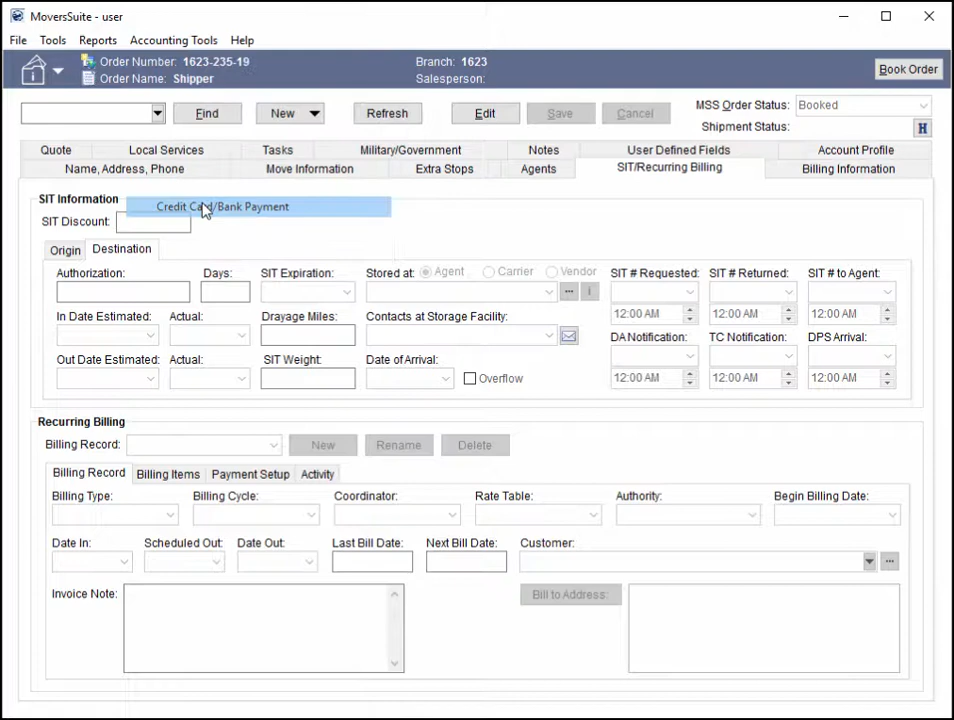 MoversSuite - user
File Tools Reports Accounting Tools Help
Order Number: 1623-235-19 Branch: 1623
Order Name: Shipper Salesperson:
Book Order
Find New Refresh Edit Save Cancel MSS Order Status: Booked
Shipment Status: H
Quote Local Services Tasks Military/Government Notes User Defined Fields Account Profile
Name, Address, Phone Move Information Extra Stops Agents SIT/Recurring Billing Billing Information
SIT Information
Credit Card/Bank Payment
SIT Discount:
Origin Destination
Authorization: Days: SIT Expiration: Stored at: Agent Carrier Vendor SIT # Requested: SIT # Returned: SIT # to Agent:
... i
12:00 AM 12:00 AM 12:00 AM
In Date Estimated: Actual: Drayage Miles: Contacts at Storage Facility:
DA Notification: TC Notification: DPS Arrival:
Out Date Estimated: Actual: SIT Weight: Date of Arrival:
Overflow 12:00 AM 12:00 AM 12:00 AM
Recurring Billing
Billing Record: New Rename Delete
Billing Record Billing Items Payment Setup Activity
Billing Type: Billing Cycle: Coordinator: Rate Table: Authority: Begin Billing Date:
Date In: Scheduled Out: Date Out: Last Bill Date: Next Bill Date: Customer:
...
Invoice Note: Bill to Address: